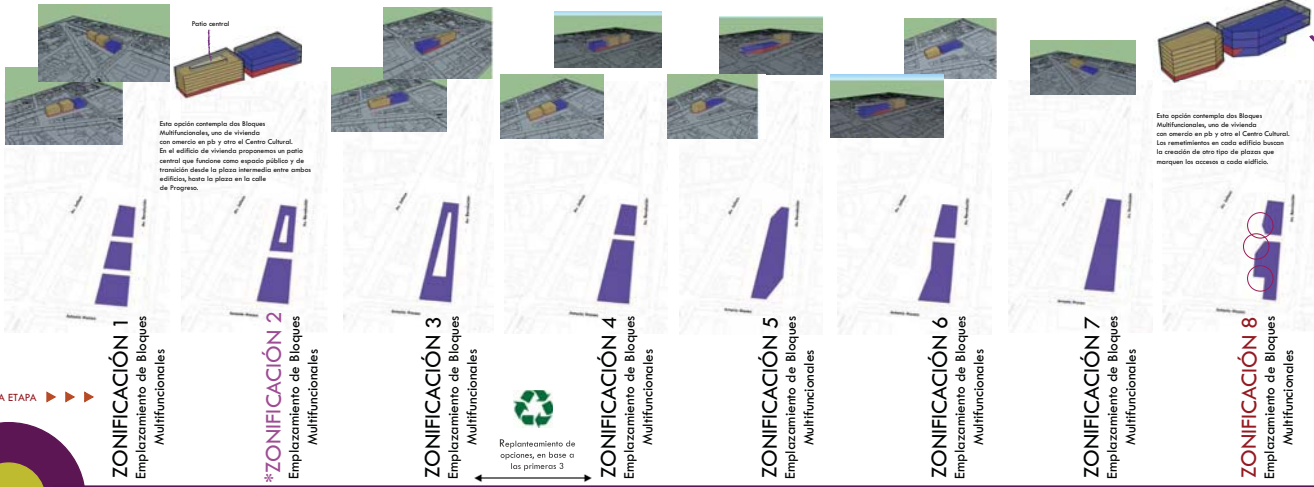 Patio central
Esta opción contempla dos Bloques
Multifuncionales, uno de vivienda
con omercio en pb y otro el Centro Cultural.
En el edificio de vivienda proponemos un patio
central que funcione como espacio público y de
transición desde la plaza intermedia entre ambos
edificios, hasta la plaza en la calle
de Progreso.
Esta opción contempla dos Bloques
Multifuncionales, uno de vivienda
con omercio en pb y otro el Centro Cultural.
Los remetimientos en cada edificio buscan
la creación de otro tipo de plazas que
marquen los accesos a cada eidficio.
A ETAPA
ZONIFICACIÓN 1
Emplazamiento de Bloques
Multifuncionales
*ZONIFICACIÓN 2
Emplazamiento de Bloques
Multifuncionales
ZONIFICACIÓN 3
Emplazamiento de Bloques
Multifuncionales
Replanteamiento de
opciones, en base a
las primeras 3
ZONIFICACIÓN 4
Emplazamiento de Bloques
Multifuncionales
ZONIFICACIÓN 5
Emplazamiento de Bloques
Multifuncionales
ZONIFICACIÓN 6
Emplazamiento de Bloques
Multifuncionales
ZONIFICACIÓN 7
Emplazamiento de Bloques
Multifuncionales
ZONIFICACIÓN 8
Emplazamiento de Bloques
Multifuncionales